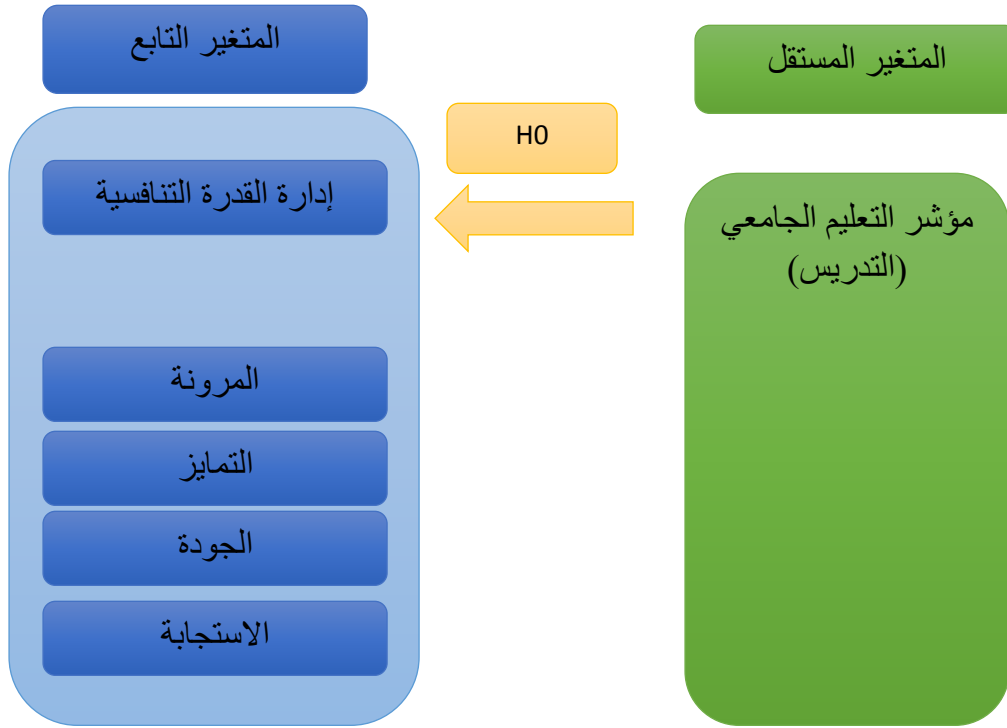 المتغير المستقل
المتغير التابع
H0
مؤشر التعليم الجامعي
(التدريس)
إدارة القدرة التنافسية
المرونة
التمايز
الجودة
الاستجابة